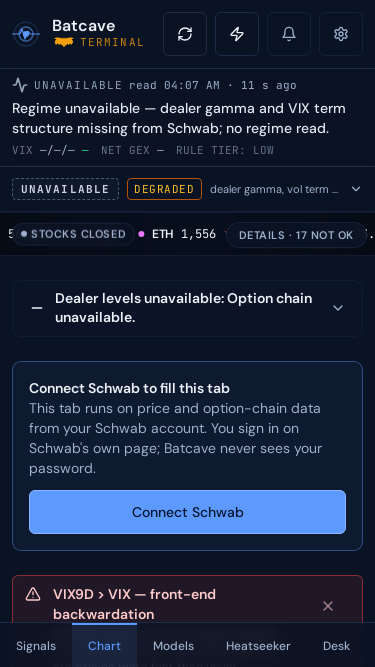 Batcave
TERMINAL
UNAVAILABLE read 04:07 AM · 11 s ago
Regime unavailable — dealer gamma and VIX term
structure missing from Schwab; no regime read.
VIX —/—/— — NET GEX — RULE TIER: LOW
UNAVAILABLE DEGRADED dealer gamma, vol term …
STOCKS CLOSED ETH 1,556 DETAILS · 17 NOT OK
Dealer levels unavailable: Option chain
unavailable.
Connect Schwab to fill this tab
This tab runs on price and option-chain data
from your Schwab account. You sign in on
Schwab's own page; Batcave never sees your
password.
Connect Schwab
VIX9D > VIX — front-end
backwardation
Signals Chart Models Heatseeker Desk